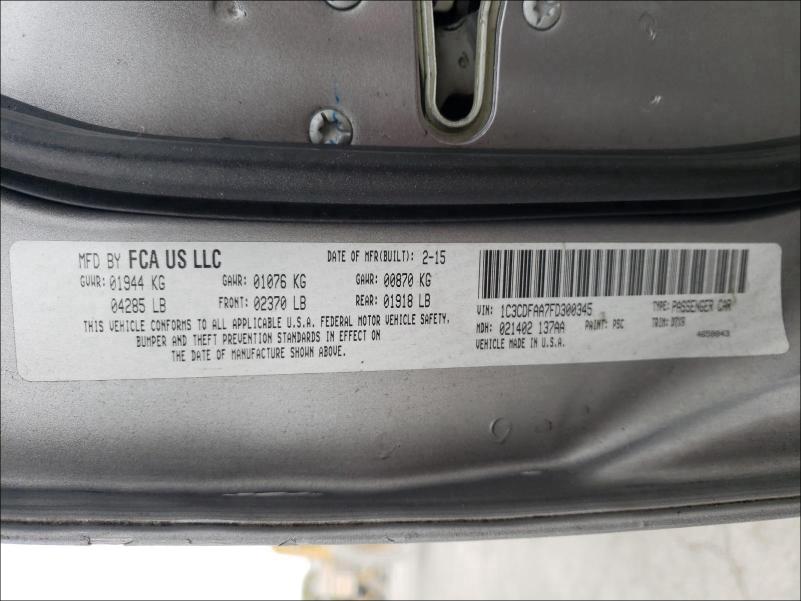 MFD BY FCA US LLC DATE OF MFR(BUILT): 2-15
GVWR: 01944 KG GAWR: 01076 KG GAWR: 00870 KG
04285 LB FRONT: 02370 LB REAR: 01918 LB
THIS VEHICLE CONFORMS TO ALL APPLICABLE U.S.A. FEDERAL MOTOR VEHICLE SAFETY,
BUMPER AND THEFT PREVENTION STANDARDS IN EFFECT ON
THE DATE OF MANUFACTURE SHOWN ABOVE.
VIN: 1C3CDFAA7FD300345 TYPE: PASSENGER CAR
MDH: 021402 137AA PAINT: PSC TRIM:
VEHICLE MADE IN U.S.A.